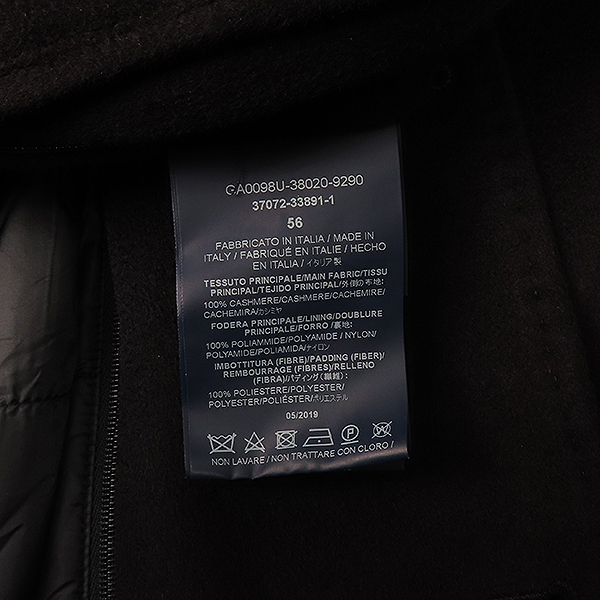 GA0098U-38020-9290
37072-33891-1
56
FABBRICATO IN ITALIA / MADE IN
ITALY / FABRIQUÉ EN ITALIE / HECHO
EN ITALIA / イタリア製
TESSUTO PRINCIPALE/MAIN FABRIC/TISSU
PRINCIPAL/TEJIDO PRINCIPAL/外側の布地:
100% CASHMERE/CASHMERE/CACHEMIRE/
CACHEMIRA/カシミヤ
FODERA PRINCIPALE/LINING/DOUBLURE
PRINCIPALE/FORRO /裏地:
100% POLIAMMIDE/POLYAMIDE / NYLON/
POLYAMIDE/POLIAMIDA/ナイロン
IMBOTTITURA (FIBRE)/PADDING (FIBER)/
REMBOURRAGE (FIBRES)/RELLENO
(FIBRA)/パディング (繊維):
100% POLIESTERE/POLYESTER/
POLYESTER/POLIÉSTER/ポリエステル
05/2019
P
NON LAVARE / NON TRATTARE CON CLORO /